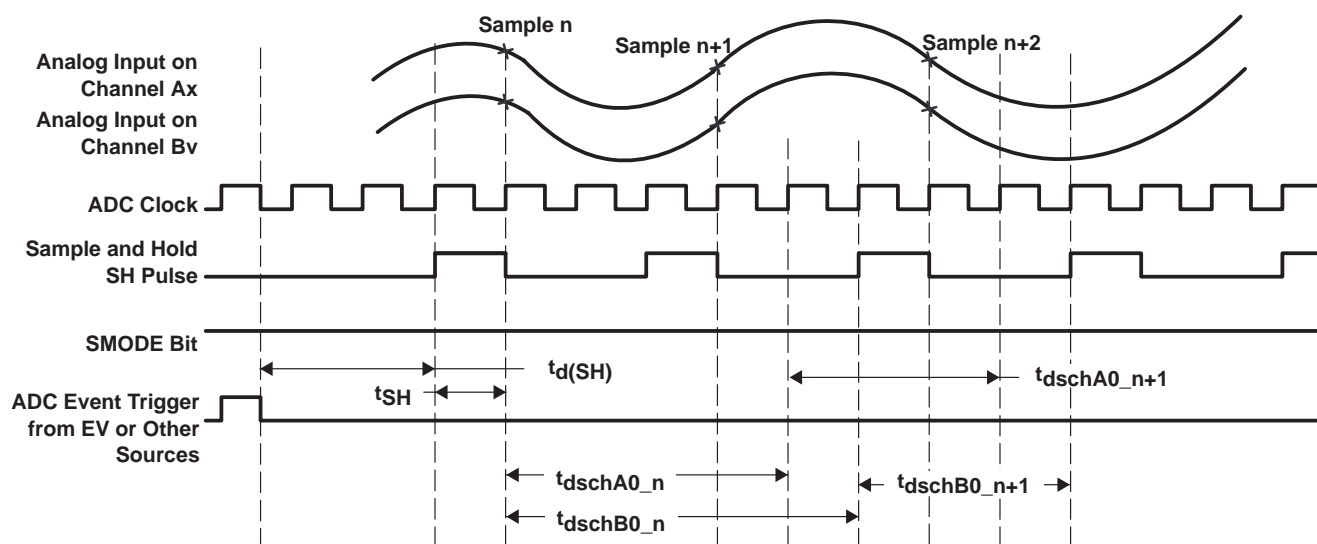 Sample n
Sample n+1
Sample n+2
Analog Input on
Channel Ax
Analog Input on
Channel Bv
ADC Clock
Sample and Hold
SH Pulse
SMODE Bit
td(SH)
tdschA0_n+1
tSH
ADC Event Trigger
from EV or Other
Sources
tdschA0_n
tdschB0_n+1
tdschB0_n